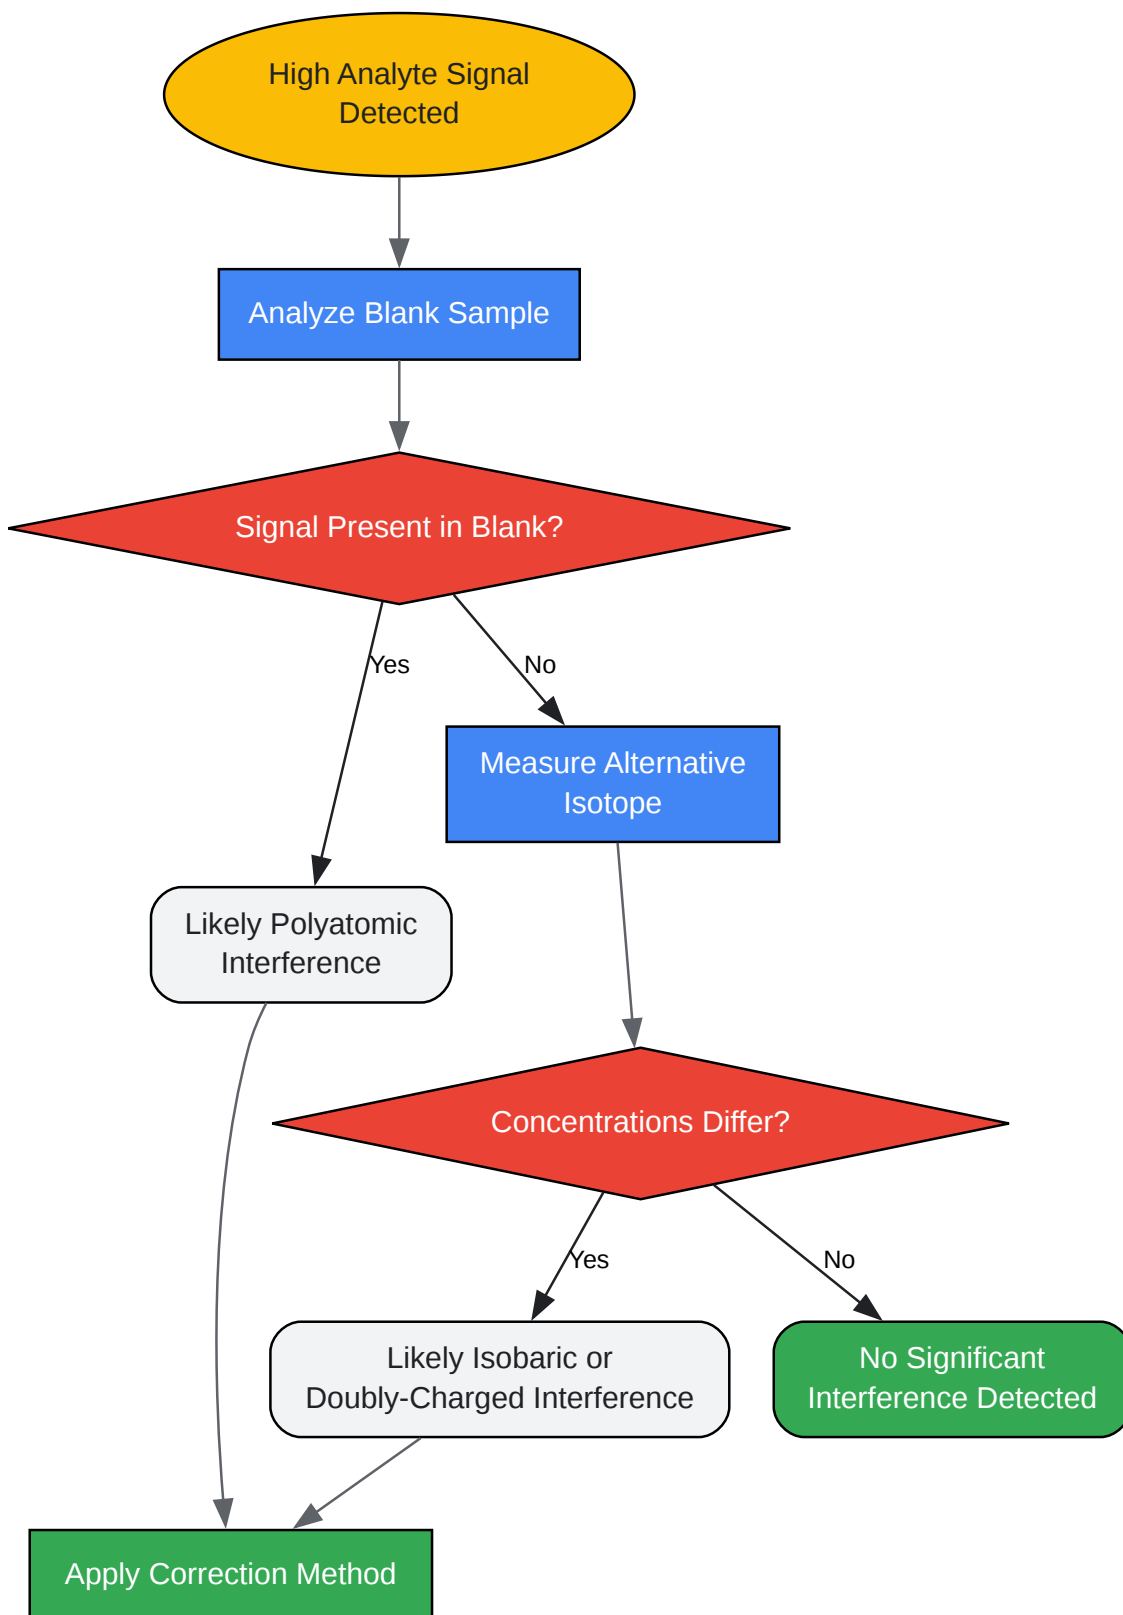 High Analyte Signal
Detected
Analyze Blank Sample
Signal Present in Blank?
Yes
No
Measure Alternative
Isotope
Likely Polyatomic
Interference
Concentrations Differ?
Yes
No
Likely Isobaric or
Doubly-Charged Interference
No Significant
Interference Detected
Apply Correction Method